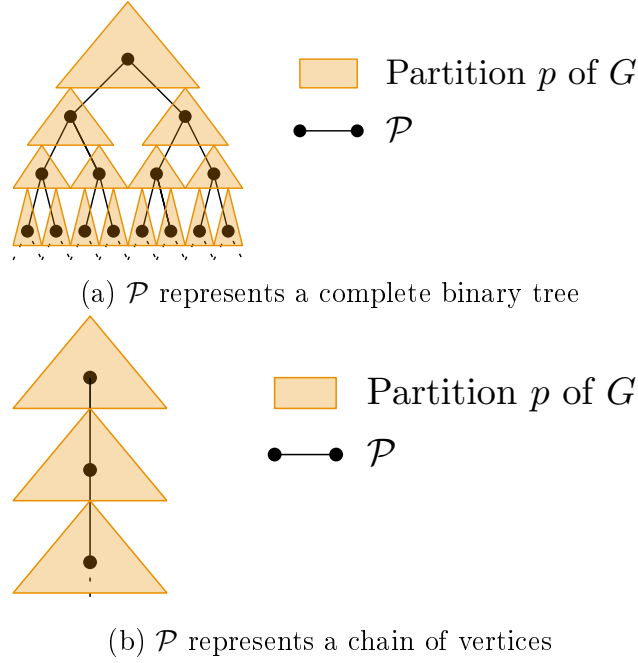 Partition p of G
𝒫
(a) 𝒫 represents a complete binary tree
Partition p of G
𝒫
(b) 𝒫 represents a chain of vertices